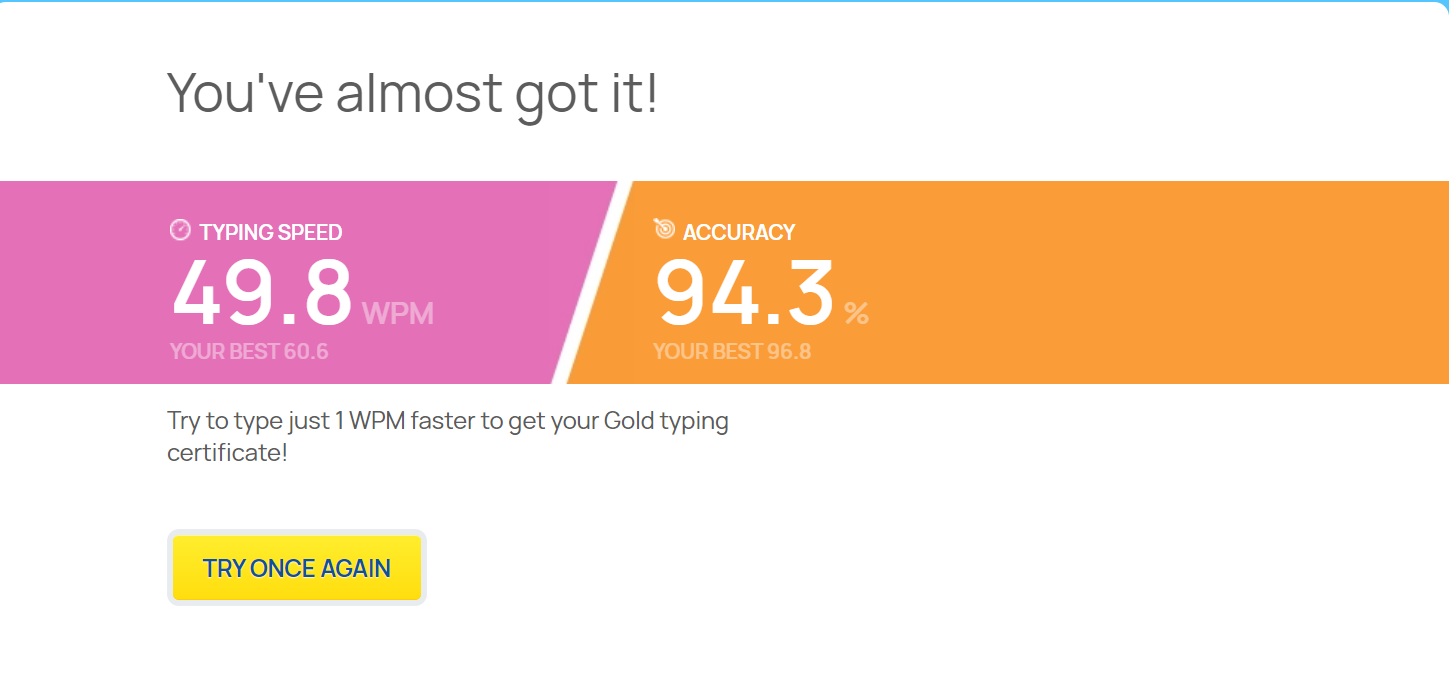 You've almost got it!
TYPING SPEED
49.8 WPM
YOUR BEST 60.6
ACCURACY
94.3 %
YOUR BEST 96.8
Try to type just 1 WPM faster to get your Gold typing
certificate!
TRY ONCE AGAIN